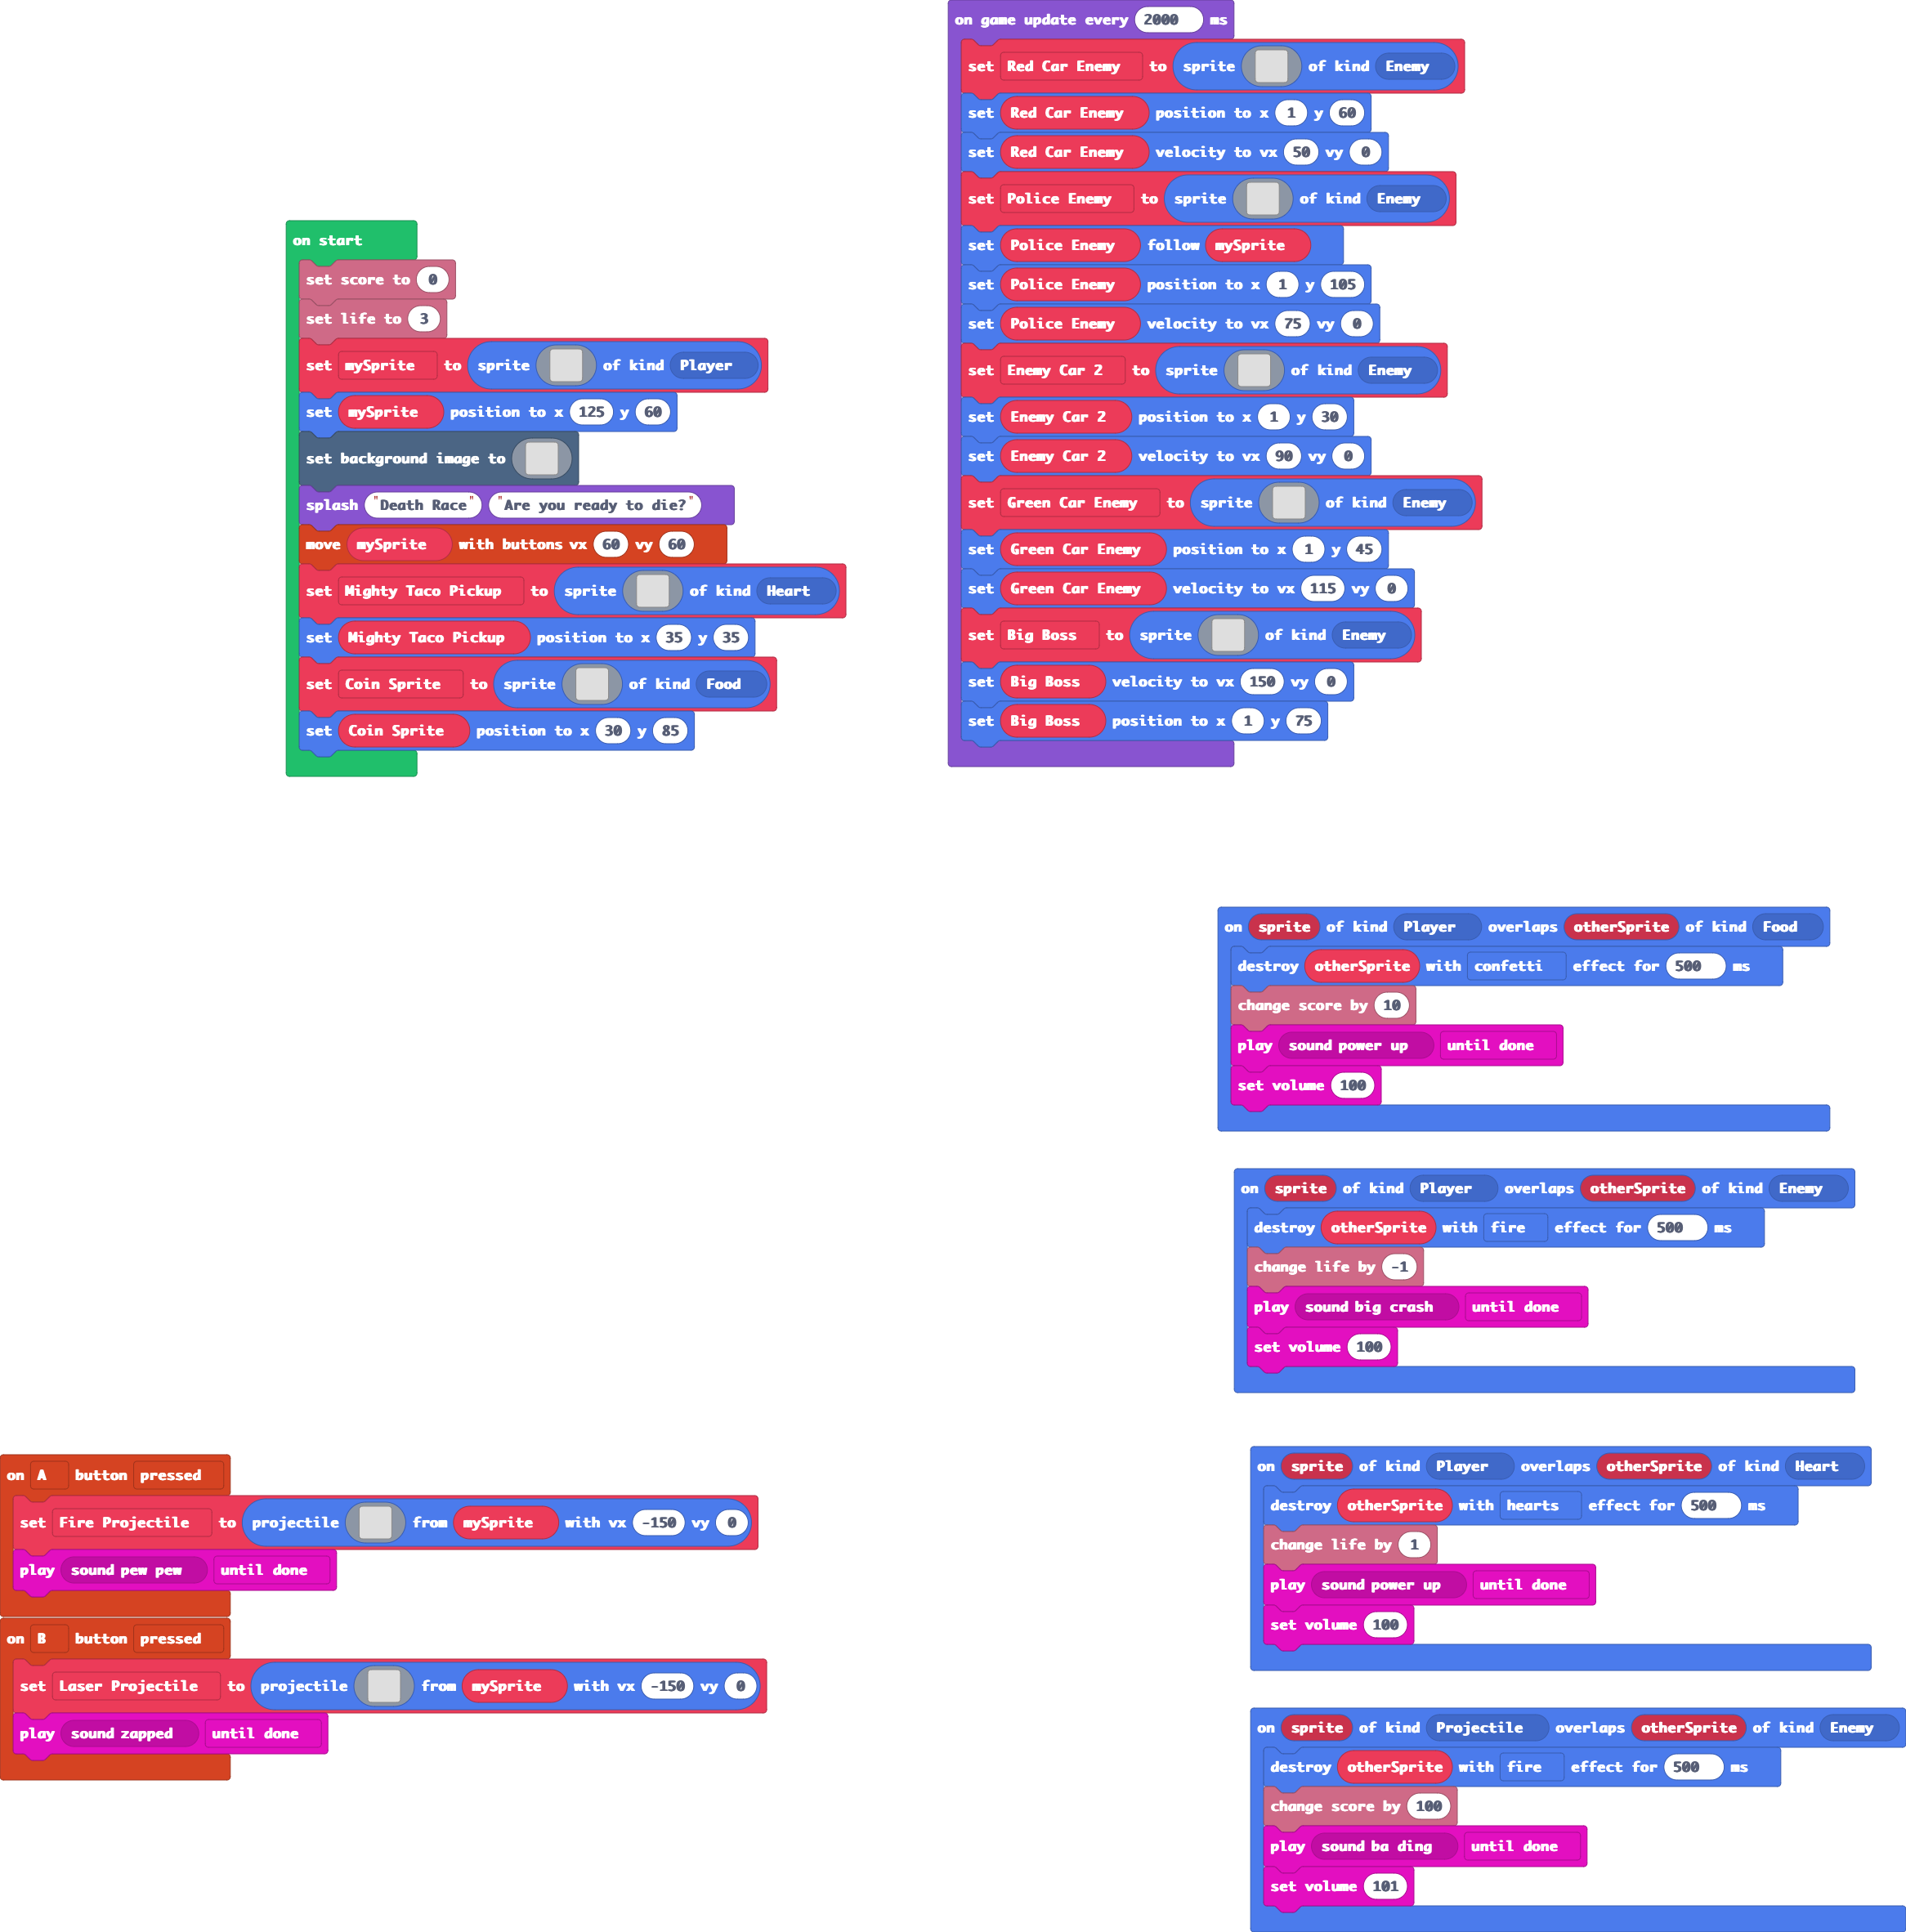 on start
set score to 0
set life to 3
set mySprite to sprite of kind Player
set mySprite position to x 125 y 60
set background image to
splash "Death Race" "Are you ready to die?"
move mySprite with buttons vx 60 vy 60
set Mighty Taco Pickup to sprite of kind Heart
set Mighty Taco Pickup position to x 35 y 35
set Coin Sprite to sprite of kind Food
set Coin Sprite position to x 30 y 85
on game update every 2000 ms
set Red Car Enemy to sprite of kind Enemy
set Red Car Enemy position to x 1 y 60
set Red Car Enemy velocity to vx 50 vy 0
set Police Enemy to sprite of kind Enemy
set Police Enemy follow mySprite
set Police Enemy position to x 1 y 105
set Police Enemy velocity to vx 75 vy 0
set Enemy Car 2 to sprite of kind Enemy
set Enemy Car 2 position to x 1 y 30
set Enemy Car 2 velocity to vx 90 vy 0
set Green Car Enemy to sprite of kind Enemy
set Green Car Enemy position to x 1 y 45
set Green Car Enemy velocity to vx 115 vy 0
set Big Boss to sprite of kind Enemy
set Big Boss velocity to vx 150 vy 0
set Big Boss position to x 1 y 75
on sprite of kind Player overlaps otherSprite of kind Food
destroy otherSprite with confetti effect for 500 ms
change score by 10
play sound power up until done
set volume 100
on sprite of kind Player overlaps otherSprite of kind Enemy
destroy otherSprite with fire effect for 500 ms
change life by -1
play sound big crash until done
set volume 100
on A button pressed
set Fire Projectile to projectile from mySprite with vx -150 vy 0
play sound pew pew until done
on B button pressed
set Laser Projectile to projectile from mySprite with vx -150 vy 0
play sound zapped until done
on sprite of kind Player overlaps otherSprite of kind Heart
destroy otherSprite with hearts effect for 500 ms
change life by 1
play sound power up until done
set volume 100
on sprite of kind Projectile overlaps otherSprite of kind Enemy
destroy otherSprite with fire effect for 500 ms
change score by 100
play sound ba ding until done
set volume 101